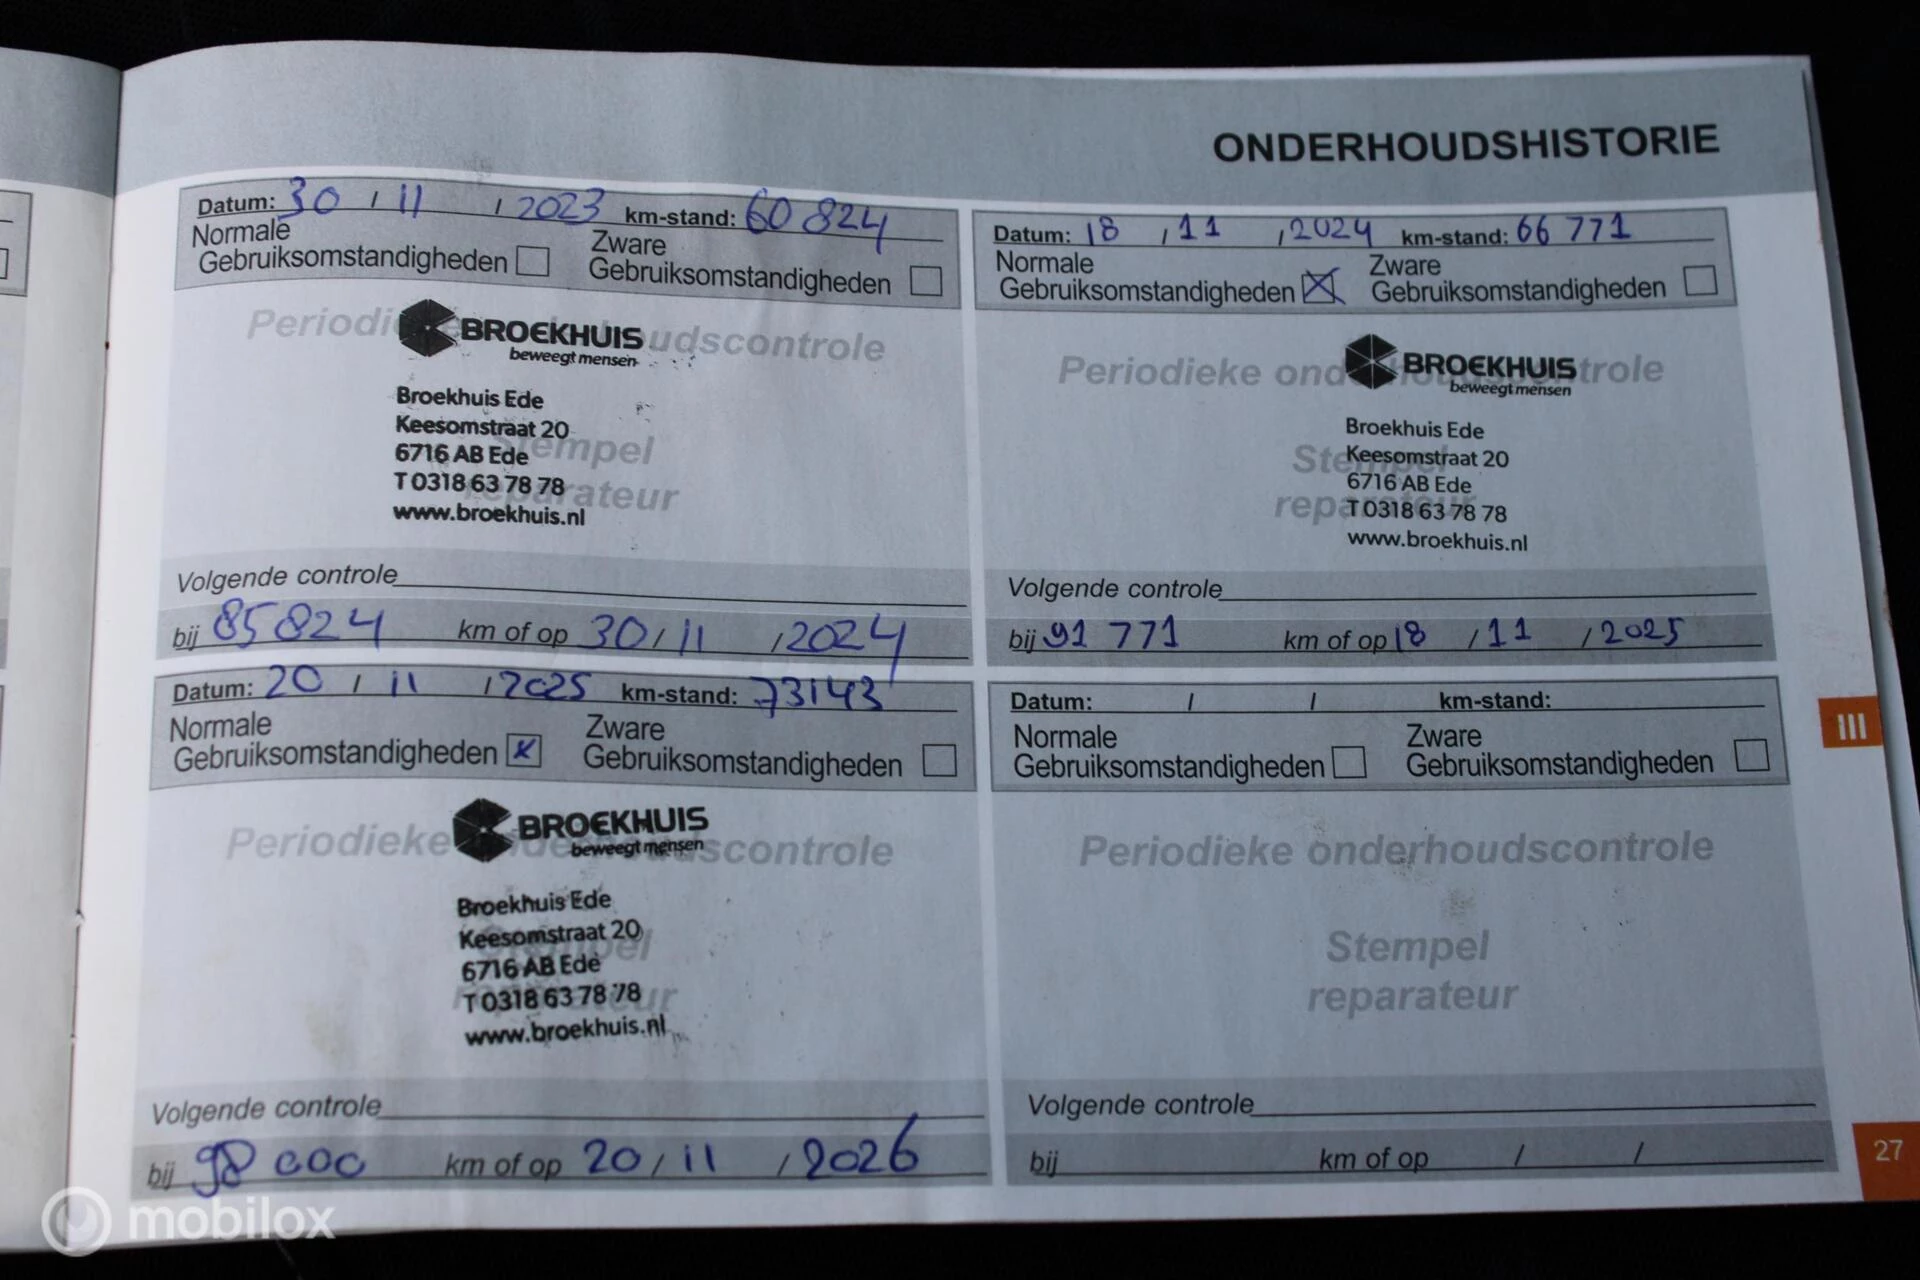 ONDERHOUDSHISTORIE
Datum: 30 / 11 / 2023 km-stand: 60 824
Normale Zware
Gebruiksomstandigheden Gebruiksomstandigheden
Periodieke onderhoudscontrole
BROEKHUIS
beweegt mensen
Broekhuis Ede
Keesomstraat 20
6716 AB Ede
T 0318 63 78 78
www.broekhuis.nl
Stempel
reparateur
Volgende controle
bij 85824 km of op 30 / 11 / 2024
Datum: 18 / 11 / 2024 km-stand: 66 771
Normale Zware
Gebruiksomstandigheden Gebruiksomstandigheden
Periodieke onderhoudscontrole
BROEKHUIS
beweegt mensen
Broekhuis Ede
Keesomstraat 20
6716 AB Ede
T 0318 63 78 78
www.broekhuis.nl
Stempel
reparateur
Volgende controle
bij 91 771 km of op 18 / 11 / 2025
Datum: 20 / 11 / 2025 km-stand: 73143
Normale Zware
Gebruiksomstandigheden Gebruiksomstandigheden
Periodieke onderhoudscontrole
BROEKHUIS
beweegt mensen
Broekhuis Ede
Keesomstraat 20
6716 AB Ede
T 0318 63 78 78
www.broekhuis.nl
Stempel
reparateur
Volgende controle
bij 98 000 km of op 20 / 11 / 2026
Datum: / / km-stand:
Normale Zware
Gebruiksomstandigheden Gebruiksomstandigheden
Periodieke onderhoudscontrole
Stempel
reparateur
Volgende controle
bij km of op / /
III
27
mobilox